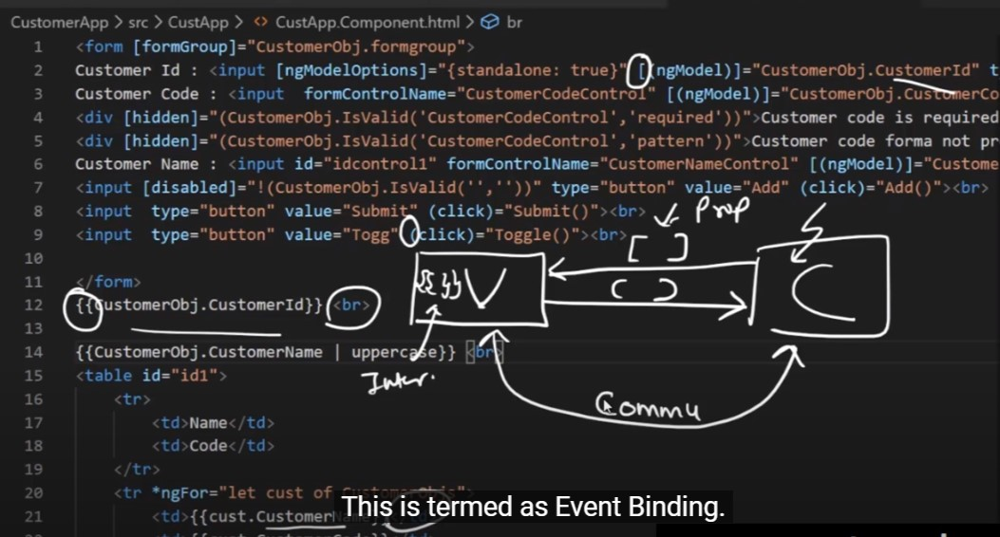 CustomerApp > src > CustApp > CustApp.Component.html > br
1 <form [formGroup]="CustomerObj.formgroup">
2 Customer Id : <input [ngModelOptions]="{standalone: true}" [(ngModel)]="CustomerObj.CustomerId" t
3 Customer Code : <input formControlName="CustomerCodeControl" [(ngModel)]="CustomerObj.CustomerCo
4 <div [hidden]="(CustomerObj.IsValid('CustomerCodeControl','required'))">Customer code is required
5 <div [hidden]="(CustomerObj.IsValid('CustomerCodeControl','pattern'))">Customer code forma not pr
6 Customer Name : <input id="idcontrol1" formControlName="CustomerNameControl" [(ngModel)]="Custome
7 <input [disabled]="!(CustomerObj.IsValid('',''))" type="button" value="Add" (click)="Add()"><br>
8 <input type="button" value="Submit" (click)="Submit()"><br>
Prop
9 <input type="button" value="Togg" (click)="Toggle()"><br>
[ ]
10
{{ }} V
( )
C
11 </form>
12 {{CustomerObj.CustomerId}} <br>
13
14 {{CustomerObj.CustomerName | uppercase}} <br>
15 <table id="id1">
Inter.
16 <tr>
Commu
17 <td>Name</td>
18 <td>Code</td>
19 </tr>
20 <tr *ngFor="let cust of
This is termed as Event Binding.
21 <td>{{cust.CustomerName}}</td>